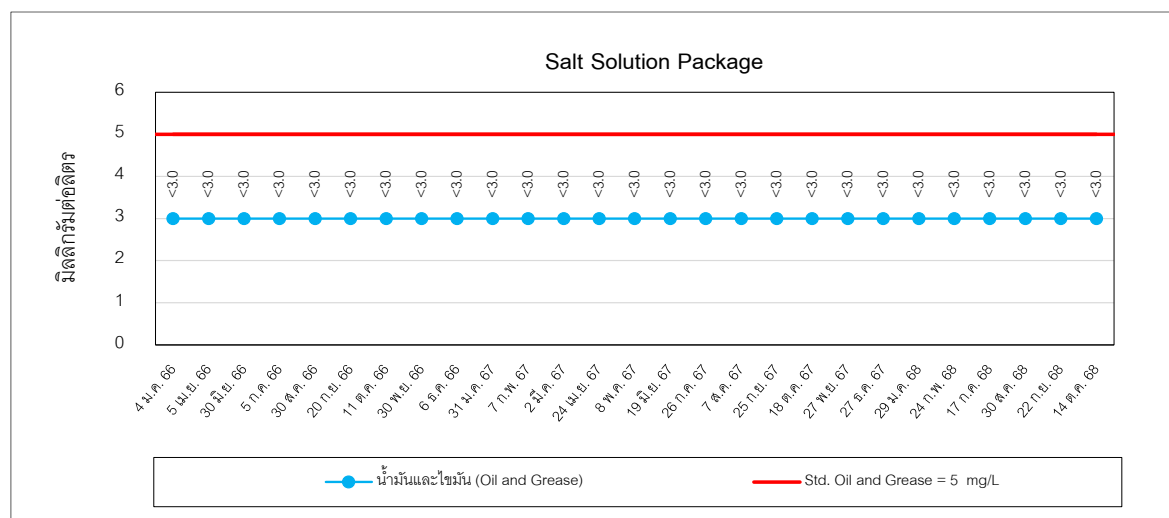 Salt Solution Package
มิลลิกรัมต่อลิตร
6
5
4
3
2
1
0
<3.0 <3.0 <3.0 <3.0 <3.0 <3.0 <3.0 <3.0 <3.0 <3.0 <3.0 <3.0 <3.0 <3.0 <3.0 <3.0 <3.0 <3.0 <3.0 <3.0 <3.0 <3.0 <3.0 <3.0 <3.0 <3.0 <3.0
4 ม.ค. 66
5 เม.ย. 66
30 มิ.ย. 66
5 ก.ค. 66
30 ส.ค. 66
20 ก.ย. 66
11 ต.ค. 66
30 พ.ย. 66
6 ธ.ค. 66
31 ม.ค. 67
7 ก.พ. 67
2 มี.ค. 67
24 เม.ย. 67
8 พ.ค. 67
19 มิ.ย. 67
26 ก.ค. 67
7 ส.ค. 67
25 ก.ย. 67
18 ต.ค. 67
27 พ.ย. 67
27 ธ.ค. 67
29 ม.ค. 68
24 ก.พ. 68
17 ก.ค. 68
30 ส.ค. 68
22 ก.ย. 68
14 ต.ค. 68
น้ำมันและไขมัน (Oil and Grease)
Std. Oil and Grease = 5 mg/L